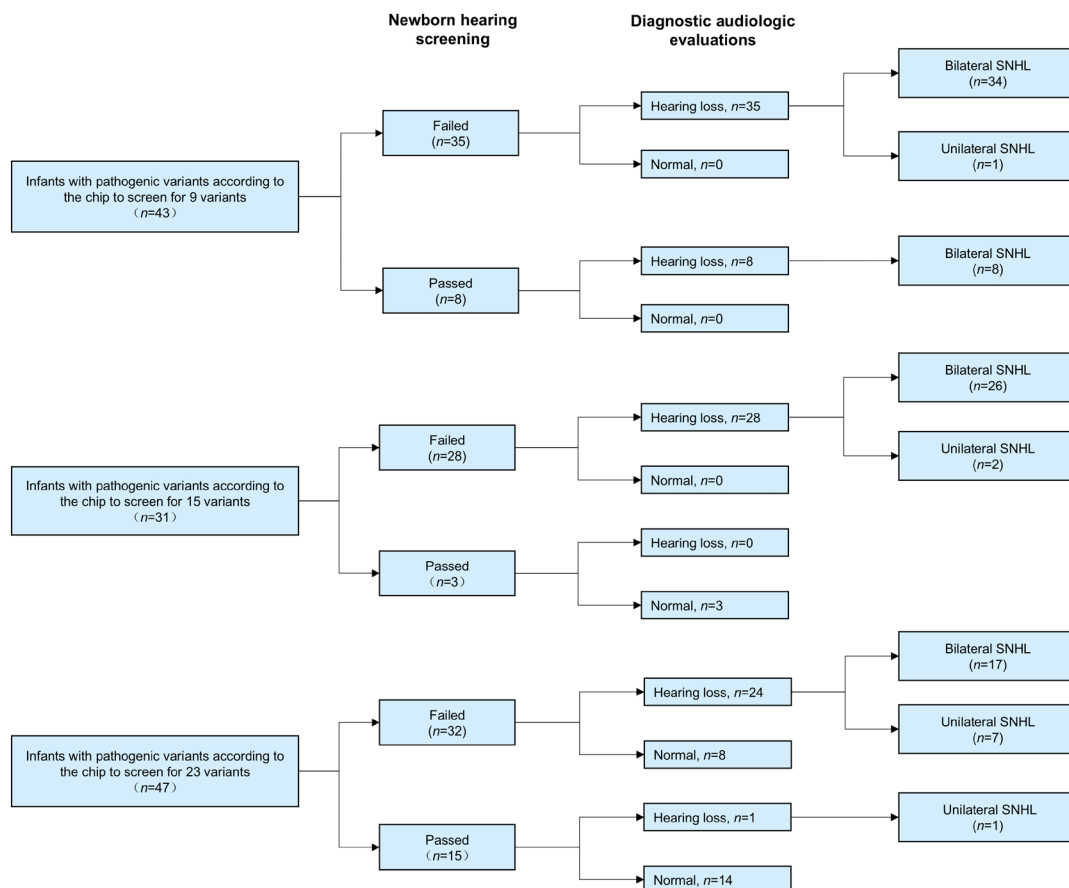 Newborn hearing
screening
Diagnostic audiologic
evaluations
Infants with pathogenic variants according to
the chip to screen for 9 variants
（n=43）
Failed
(n=35)
Hearing loss, n=35
Normal, n=0
Bilateral SNHL
(n=34)
Unilateral SNHL
(n=1)
Passed
(n=8)
Hearing loss, n=8
Normal, n=0
Bilateral SNHL
(n=8)
Infants with pathogenic variants according to
the chip to screen for 15 variants
（n=31）
Failed
(n=28)
Hearing loss, n=28
Normal, n=0
Bilateral SNHL
(n=26)
Unilateral SNHL
(n=2)
Passed
（n=3）
Hearing loss, n=0
Normal, n=3
Infants with pathogenic variants according to
the chip to screen for 23 variants
（n=47）
Failed
(n=32)
Hearing loss, n=24
Normal, n=8
Bilateral SNHL
(n=17)
Unilateral SNHL
(n=7)
Passed
(n=15）
Hearing loss, n=1
Normal, n=14
Unilateral SNHL
(n=1)